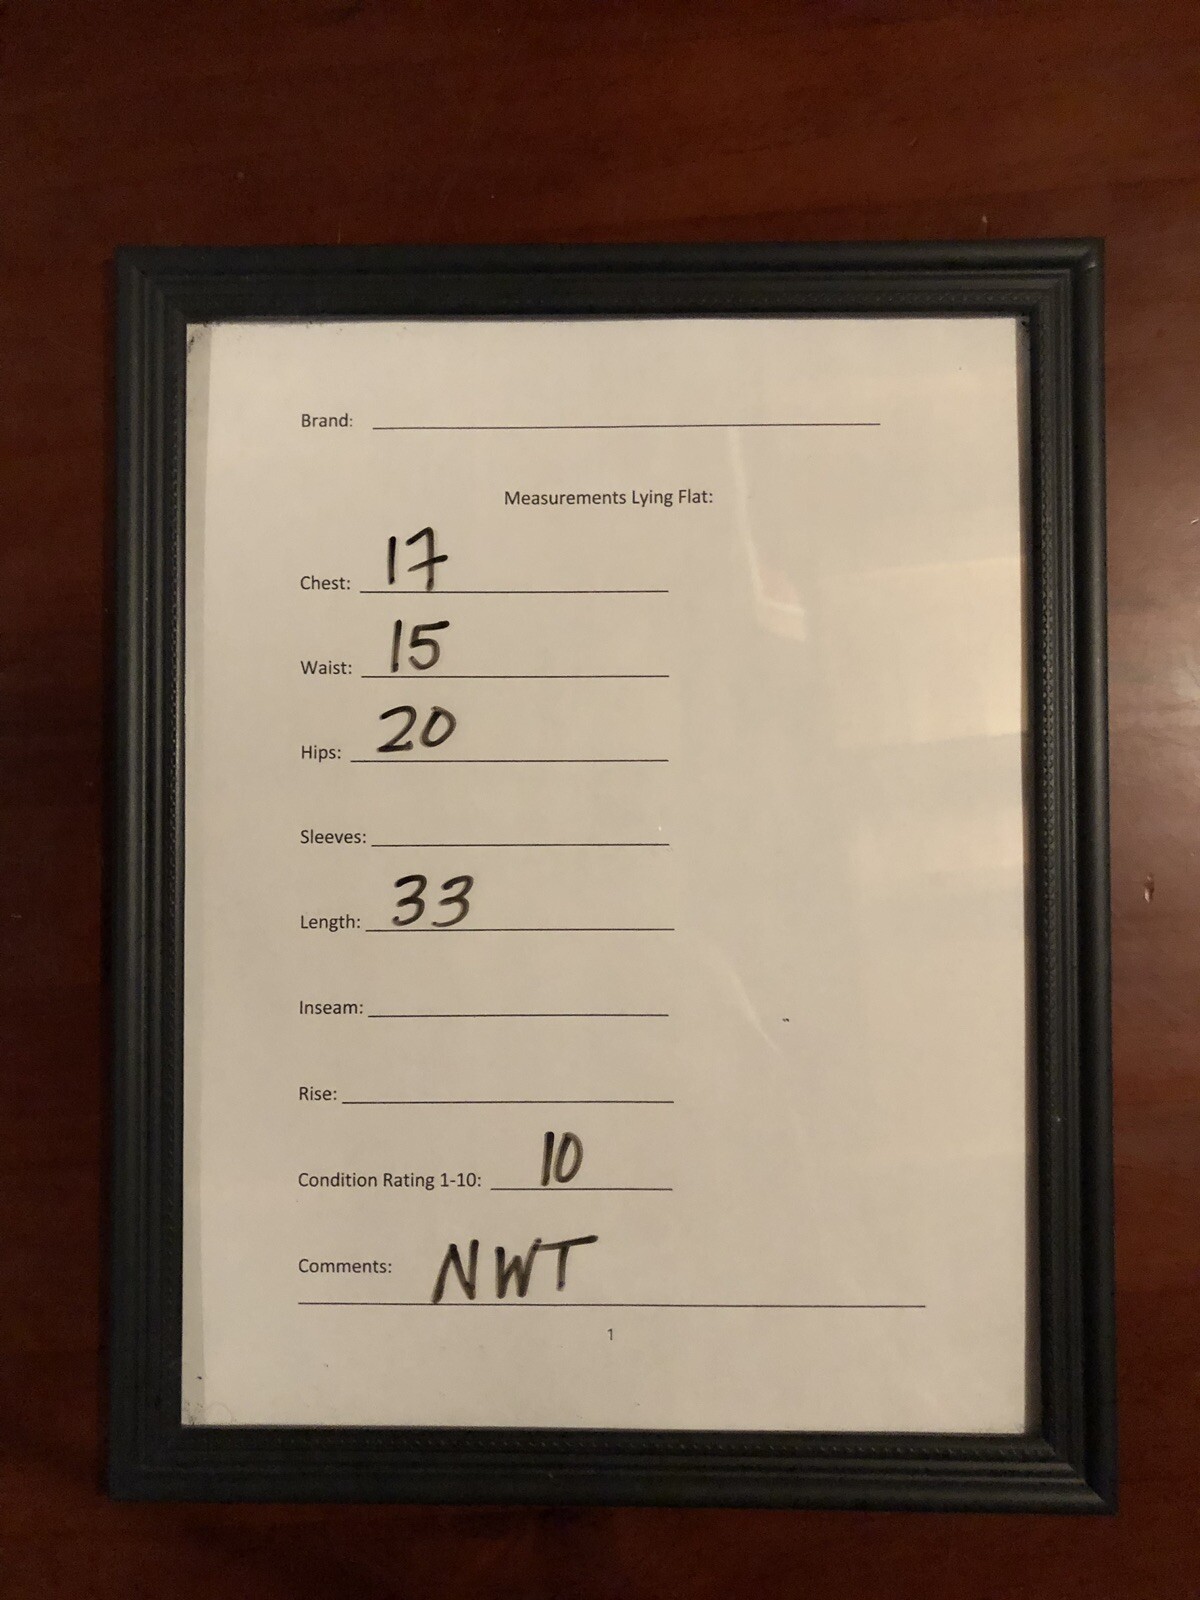 Brand:
Measurements Lying Flat:
Chest: 17
Waist: 15
Hips: 20
Sleeves:
Length: 33
Inseam:
Rise:
Condition Rating 1-10: 10
Comments: NWT
1